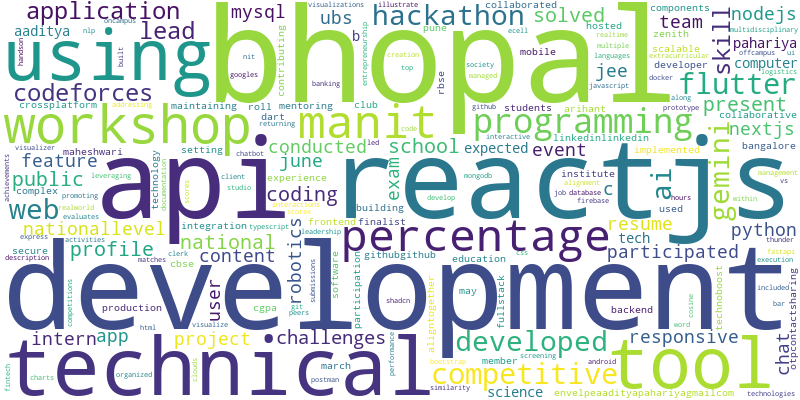 application
lead
aaditya
mysql
ubs
b
hackathon
solved
team
zenith
nodejs
pahariya
using
bhopal
skill
codeforces
jee
flutter
computer
workshop
manit
programming
present
nextjs
crossplatform
maintaining
roll
mentoring
club
dart
returning
students
arihant
developer
docker
mobile
pune
rbse
collaborated
components
hosted
multiple
languages
javascript
scalable
extracurricular
realtime
multidisciplinary
offcampus
ui
logistics
visualizations
illustrate
oncampus
nlp
built
handson
nit
googles
contributing
banking
entrepreneurship
ecell
creation
top
society
managed
github
prototype
along
collaborative
visualizer
maheshwari
addressing
setting
conducted
led
code
school
interactive
expected
linkedinlinkedin
event
implemented
bangalore
feature
june
exam
gemini
public
technology
documentation
experience
chatbot
institute
management
vs
achievements
leveraging
complex
promoting
client
studio
coding
mongodb
develop
alignment
job database
firebase
hours
within
used
api
reactjs
ai
c
web
realworld
evaluates
scores
interactions
building
nationallevel
integration
typescript
frontend
leadership
finalist
resume
python
express
activities
secure
description
matches
profile
national
content
clerk
cbse
robotics
percentage
tech
participated
thunder
fastapi
execution
githubgithub
education
css
development
user
submissions
software
participation
may
fullstack
technoboost
backend
included
bar
competitions
production
cgpa
git
peers
shadcn
aligntogether
word
cosine
chat
otpcontactsharing
intern
app
project
challenges
developed
responsive
html
visualize
march
performance
bootstrap
member
screening
android
technical
competitive
tool
fintech
charts
organized
clouds
postman
similarity
science
envelpeaadityapahariyagmailcom
technologies